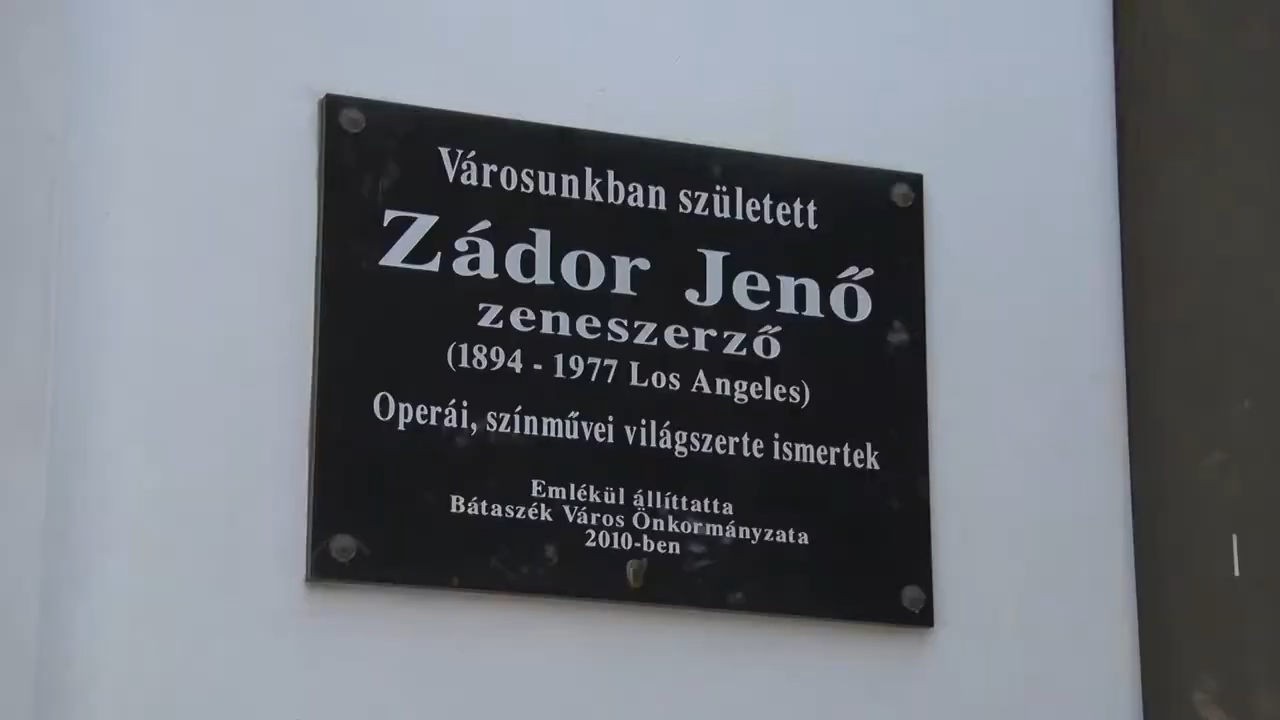 Városunkban született
Zádor Jenő
zeneszerző
(1894 - 1977 Los Angeles)
Operái, színművei világszerte ismertek
Emlékül állíttatta
Bátaszék Város Önkormányzata
2010-ben